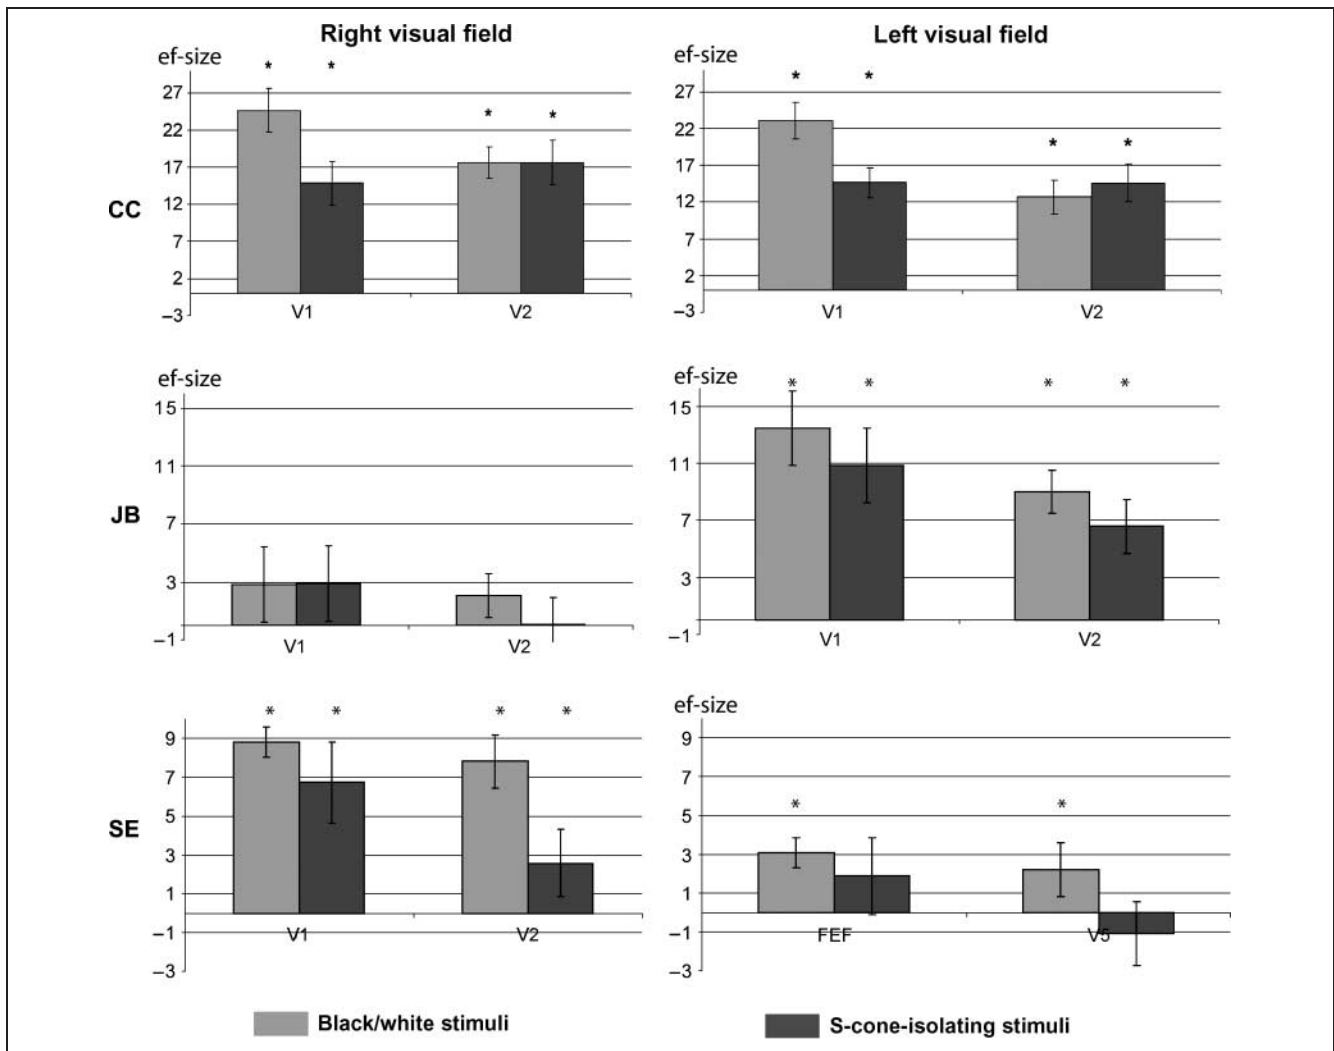 Right visual field
Left visual field
ef-size
* *
27
22
17
12
7
2
–3
* *
V1 V2
CC
ef-size
* *
27
22
17
12
7
2
–3
* *
V1 V2
ef-size
15
11
7
3
–1
V1 V2
JB
ef-size
* * * *
15
11
7
3
–1
V1 V2
* * * *
9
7
5
3
1
–1
–3
V1 V2
SE
ef-size
9
7
5
3
1
–1
–3
* *
FEF V5
Black/white stimuli
S-cone-isolating stimuli